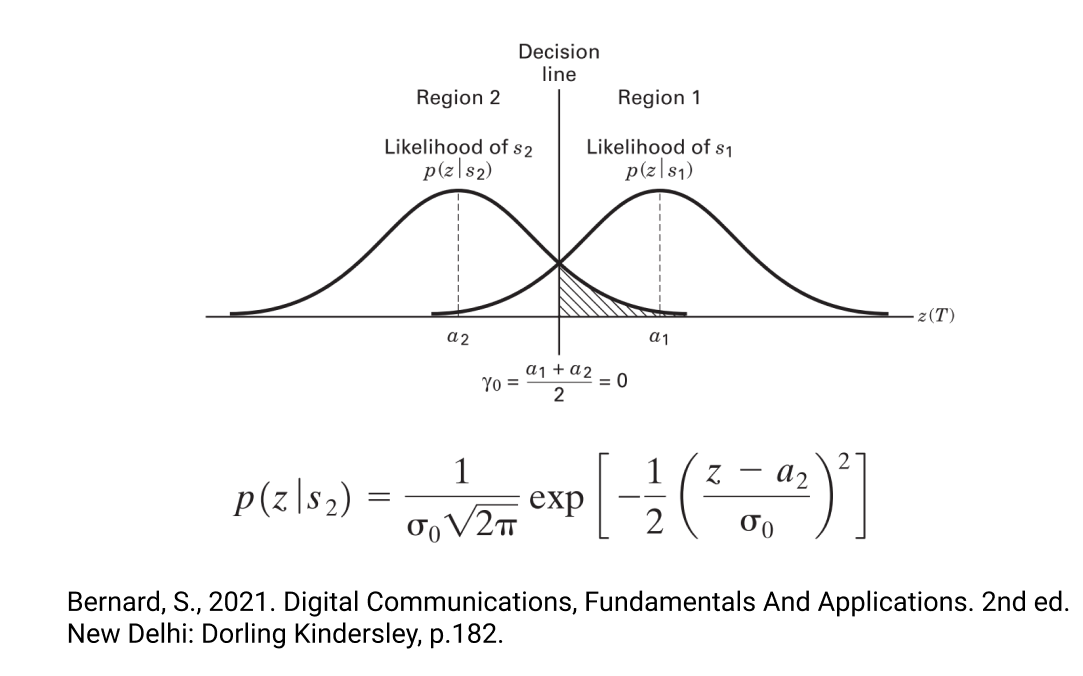 Decision
line
Region 2
Region 1
Likelihood of s₂
p(z|s₂)
Likelihood of s₁
p(z|s₁)
z(T)
a₂
a₁
γ₀ = (a₁ + a₂)/2 = 0
p(z|s₂) = 1/(σ₀√2π) exp [−1/2 ((z − a₂)/σ₀)²]
Bernard, S., 2021. Digital Communications, Fundamentals And Applications. 2nd ed.
New Delhi: Dorling Kindersley, p.182.